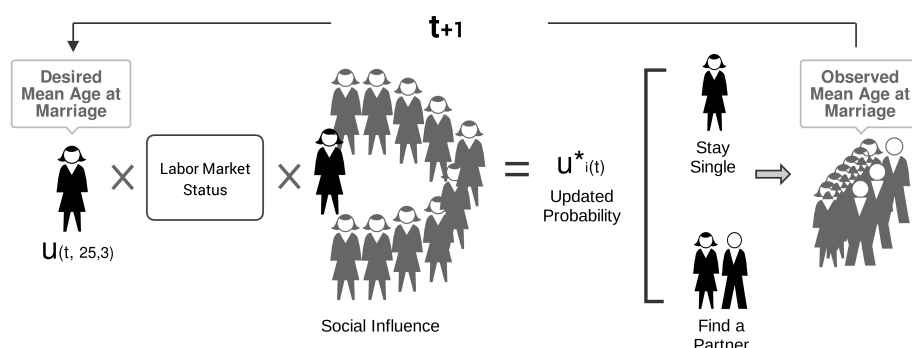 t+1
Desired
Mean Age at
Marriage
Observed
Mean Age at
Marriage
Labor Market
Status
u(t, 25,3)
Social Influence
=
u*i(t)
Updated
Probability
Stay
Single
Find a
Partner